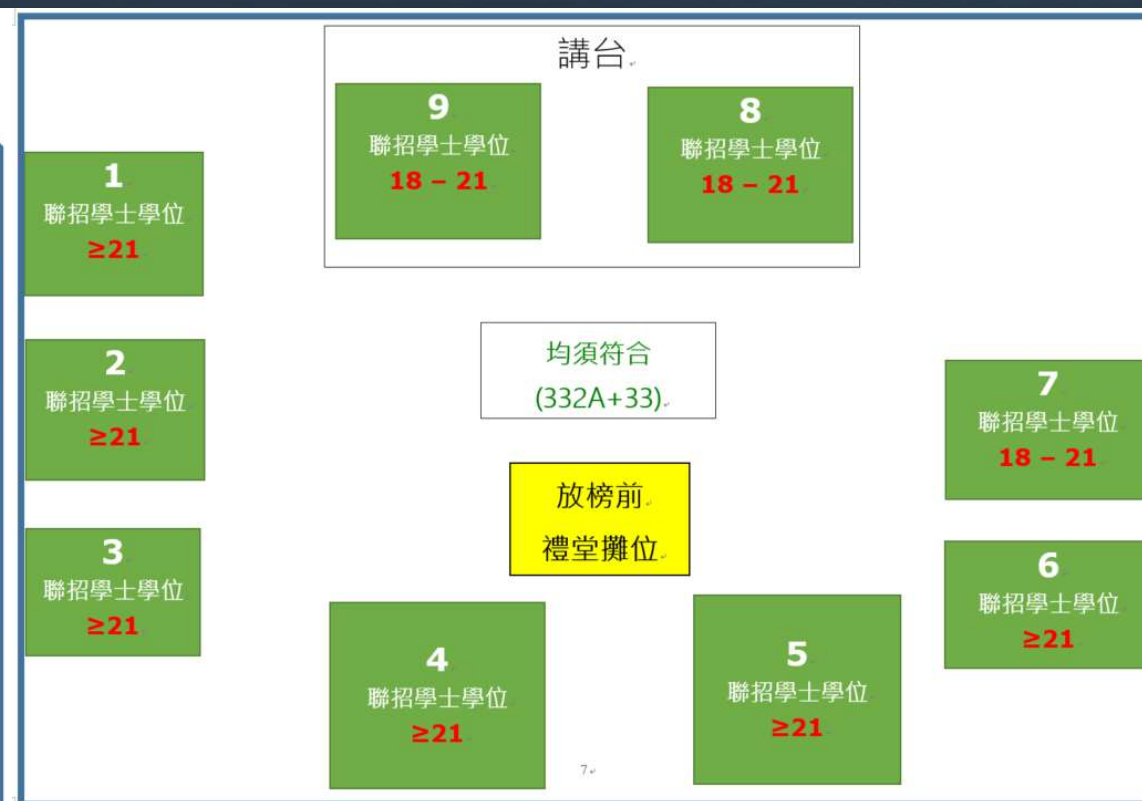 講台
9
聯招學士學位
18 – 21
8
聯招學士學位
18 – 21
1
聯招學士學位
≥21
2
聯招學士學位
≥21
均須符合
(332A+33)
7
聯招學士學位
18 – 21
放榜前
禮堂攤位
3
聯招學士學位
≥21
6
聯招學士學位
≥21
4
聯招學士學位
≥21
5
聯招學士學位
≥21
7